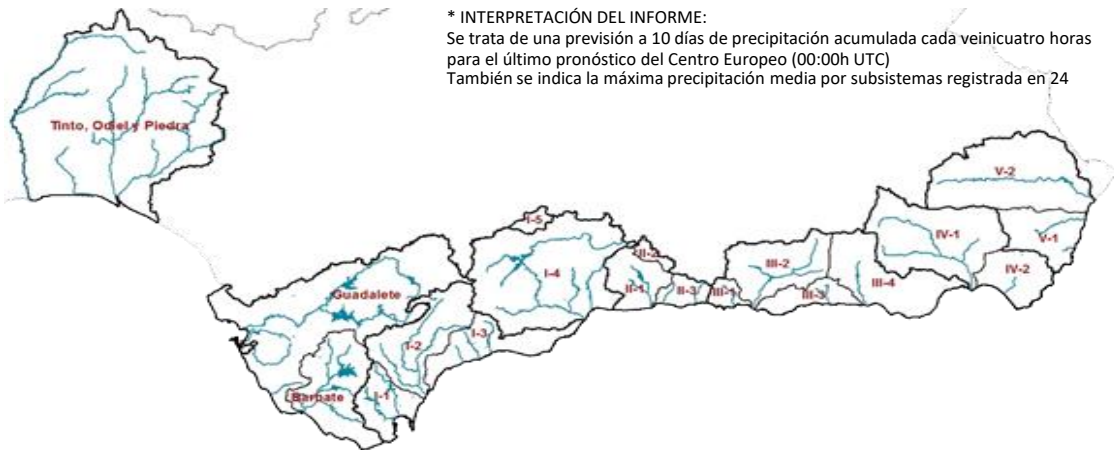 * INTERPRETACIÓN DEL INFORME:
Se trata de una previsión a 10 días de precipitación acumulada cada veinicuatro horas
para el último pronóstico del Centro Europeo (00:00h UTC)
También se indica la máxima precipitación media por subsistemas registrada en 24
Tinto, Odiel y Piedra
V-2
I-5
IV-1
V-1
II-2
III-2
I-4
IV-2
II-1
II-3
III-1
III-3
III-4
Guadalete
I-3
I-2
Barbate
I-1